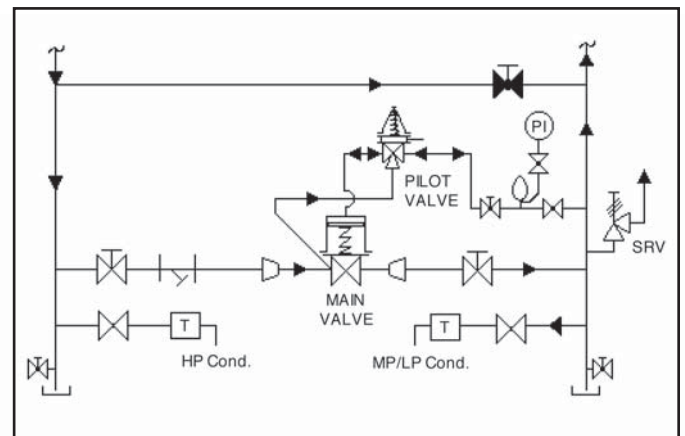 PI
PILOT
VALVE
SRV
MAIN
VALVE
T
HP Cond.
T
MP/LP Cond.